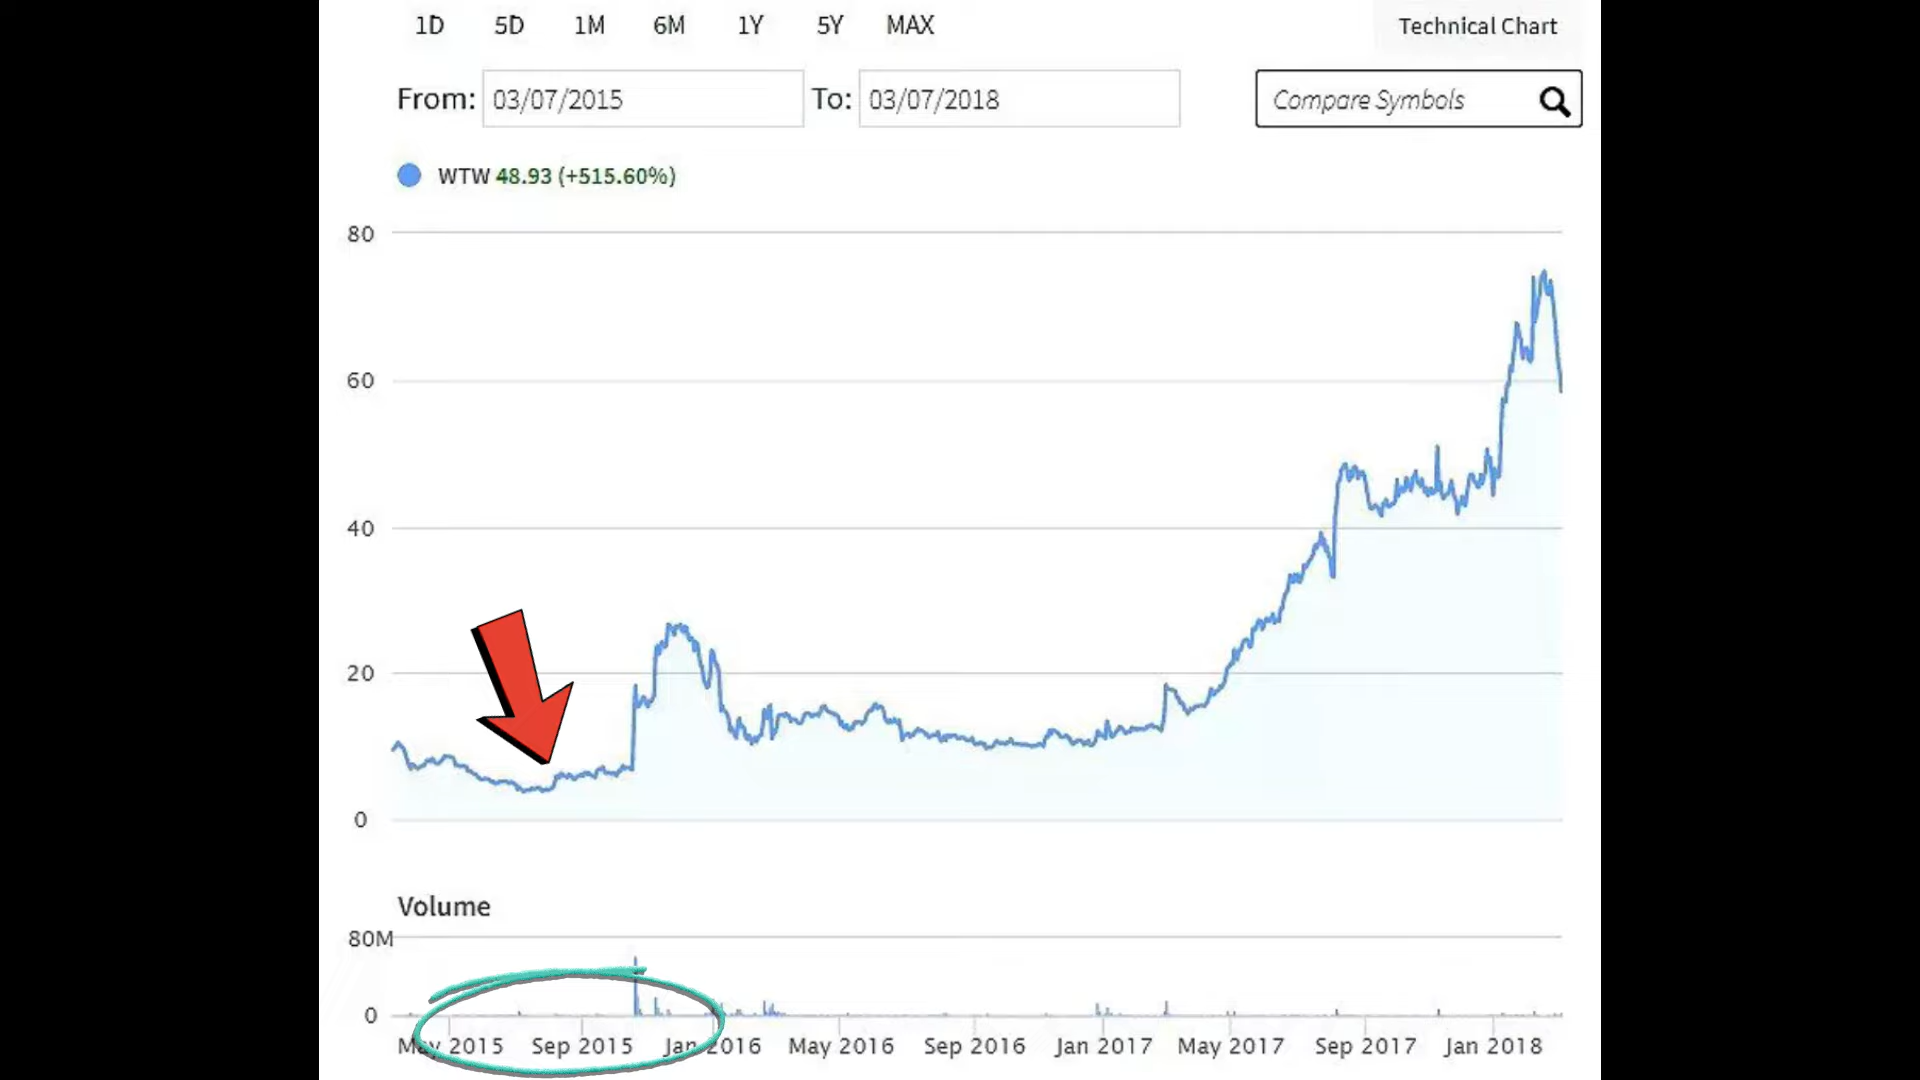 1D 5D 1M 6M 1Y 5Y MAX Technical Chart
From: 03/07/2015 To: 03/07/2018 Compare Symbols
WTW 48.93 (+515.60%)
80
60
40
20
0
Volume
80M
0
May 2015 Sep 2015 Jan 2016 May 2016 Sep 2016 Jan 2017 May 2017 Sep 2017 Jan 2018